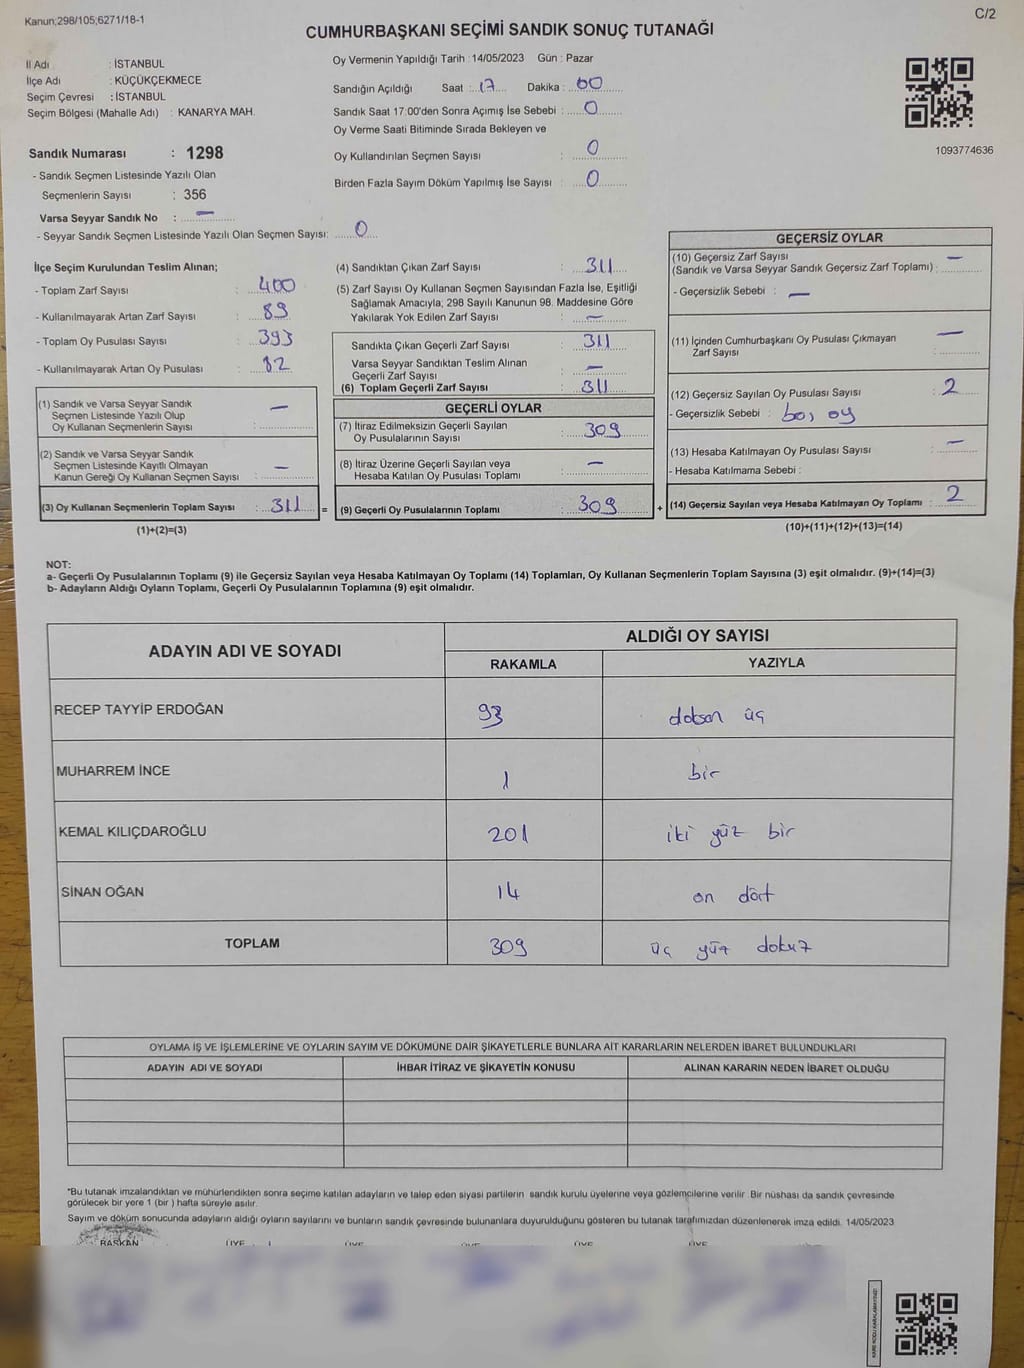 Kanun;298/105;6271/18-1
C/2
CUMHURBAŞKANI SEÇİMİ SANDIK SONUÇ TUTANAĞI
İl Adı : İSTANBUL
İlçe Adı : KÜÇÜKÇEKMECE
Seçim Çevresi : İSTANBUL
Seçim Bölgesi (Mahalle Adı) : KANARYA MAH.
Oy Vermenin Yapıldığı Tarih : 14/05/2023 Gün : Pazar
Sandığın Açıldığı Saat : 17 Dakika : 00
Sandık Saat 17:00'den Sonra Açımış İse Sebebi : 0
Oy Verme Saati Bitiminde Sırada Bekleyen ve
Oy Kullandırılan Seçmen Sayısı : 0
Birden Fazla Sayım Döküm Yapılmış İse Sayısı : 0
1093774636
Sandık Numarası : 1298
- Sandık Seçmen Listesinde Yazılı Olan
Seçmenlerin Sayısı : 356
Varsa Seyyar Sandık No : —
- Seyyar Sandık Seçmen Listesinde Yazılı Olan Seçmen Sayısı: 0
İlçe Seçim Kurulundan Teslim Alınan;
- Toplam Zarf Sayısı : 400
- Kullanılmayarak Artan Zarf Sayısı : 89
- Toplam Oy Pusulası Sayısı : 393
- Kullanılmayarak Artan Oy Pusulası : 82
(1) Sandık ve Varsa Seyyar Sandık
Seçmen Listesinde Yazılı Olup
Oy Kullanan Seçmenlerin Sayısı : —
(2) Sandık ve Varsa Seyyar Sandık
Seçmen Listesinde Kayıtlı Olmayan
Kanun Gereği Oy Kullanan Seçmen Sayısı : —
(3) Oy Kullanan Seçmenlerin Toplam Sayısı : 311 =
(1)+(2)=(3)
(4) Sandıktan Çıkan Zarf Sayısı : 311
(5) Zarf Sayısı Oy Kullanan Seçmen Sayısından Fazla İse, Eşitliği
Sağlamak Amacıyla; 298 Sayılı Kanunun 98. Maddesine Göre
Yakılarak Yok Edilen Zarf Sayısı : —
Sandıkta Çıkan Geçerli Zarf Sayısı : 311
Varsa Seyyar Sandıktan Teslim Alınan
Geçerli Zarf Sayısı : —
(6) Toplam Geçerli Zarf Sayısı : 311
GEÇERLİ OYLAR
(7) İtiraz Edilmeksizin Geçerli Sayılan
Oy Pusulalarının Sayısı : 309
(8) İtiraz Üzerine Geçerli Sayılan veya
Hesaba Katılan Oy Pusulası Toplamı : —
(9) Geçerli Oy Pusulalarının Toplamı : 309 +
GEÇERSİZ OYLAR
(10) Geçersiz Zarf Sayısı : —
(Sandık ve Varsa Seyyar Sandık Geçersiz Zarf Toplamı) :
- Geçersizlik Sebebi : —
(11) İçinden Cumhurbaşkanı Oy Pusulası Çıkmayan
Zarf Sayısı : —
(12) Geçersiz Sayılan Oy Pusulası Sayısı : 2
- Geçersizlik Sebebi : boş oy
(13) Hesaba Katılmayan Oy Pusulası Sayısı : —
- Hesaba Katılmama Sebebi :
(14) Geçersiz Sayılan veya Hesaba Katılmayan Oy Toplamı : 2
(10)+(11)+(12)+(13)=(14)
NOT:
a- Geçerli Oy Pusulalarının Toplamı (9) ile Geçersiz Sayılan veya Hesaba Katılmayan Oy Toplamı (14) Toplamları, Oy Kullanan Seçmenlerin Toplam Sayısına (3) eşit olmalıdır. (9)+(14)=(3)
b- Adayların Aldığı Oyların Toplamı, Geçerli Oy Pusulalarının Toplamına (9) eşit olmalıdır.
ADAYIN ADI VE SOYADI
ALDIĞI OY SAYISI
RAKAMLA YAZIYLA
RECEP TAYYİP ERDOĞAN 93 doksan üç
MUHARREM İNCE 1 bir
KEMAL KILIÇDAROĞLU 201 iki yüz bir
SİNAN OĞAN 14 on dört
TOPLAM 309 üç yüz dokuz
OYLAMA İŞ VE İŞLEMLERİNE VE OYLARIN SAYIM VE DÖKÜMÜNE DAİR ŞİKAYETLERLE BUNLARA AİT KARARLARIN NELERDEN İBARET BULUNDUKLARI
ADAYIN ADI VE SOYADI İHBAR İTİRAZ VE ŞİKAYETİN KONUSU ALINAN KARARIN NEDEN İBARET OLDUĞU
*Bu tutanak imzalandıktan ve mühürlendikten sonra seçime katılan adayların ve talep eden siyasi partilerin sandık kurulu üyelerine veya gözlemcilerine verilir. Bir nüshası da sandık çevresinde
görülecek bir yere 1 (bir ) hafta süreyle asılır.
Sayım ve döküm sonucunda adayların aldığı oyların sayılarını ve bunların sandık çevresinde bulunanlara duyurulduğunu gösteren bu tutanak tarafımızdan düzenlenerek imza edildi. 14/05/2023
BAŞKAN ÜYE ÜYE ÜYE ÜYE ÜYE